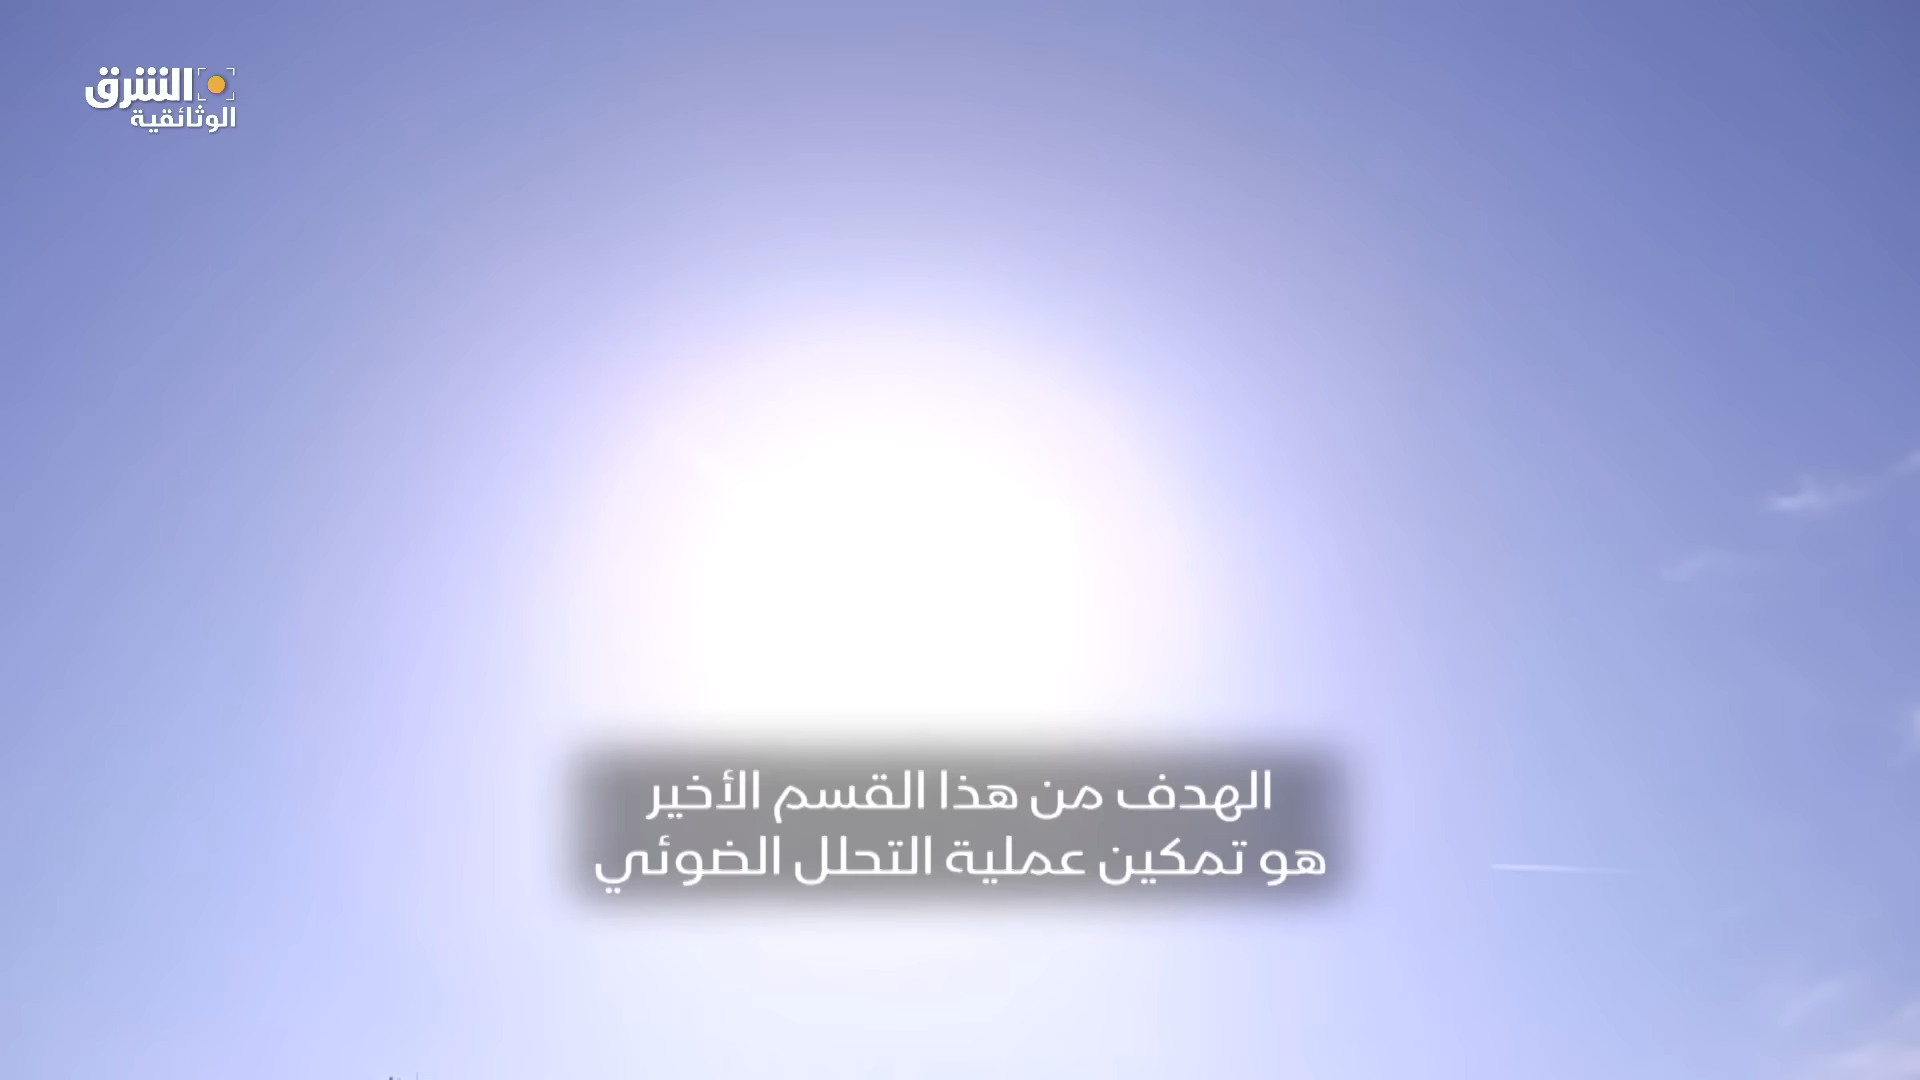 الشرق
الوثائقية
الهدف من هذا القسم الأخير
هو تمكين عملية التحلل الضوئي